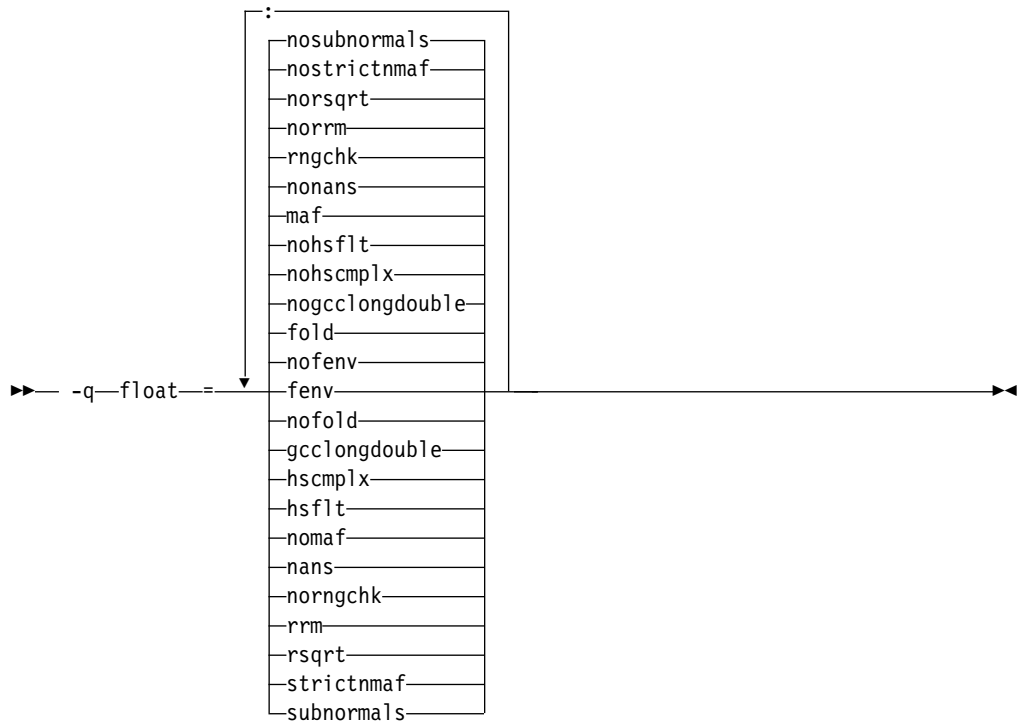 :
nosubnormals
nostrictnmaf
norsqrt
norrm
rngchk
nonans
maf
nohsflt
nohscmplx
nogcclongdouble
fold
nofenv
-q float = fenv
nofold
gcclongdouble
hscmplx
hsflt
nomaf
nans
norngchk
rrm
rsqrt
strictnmaf
subnormals